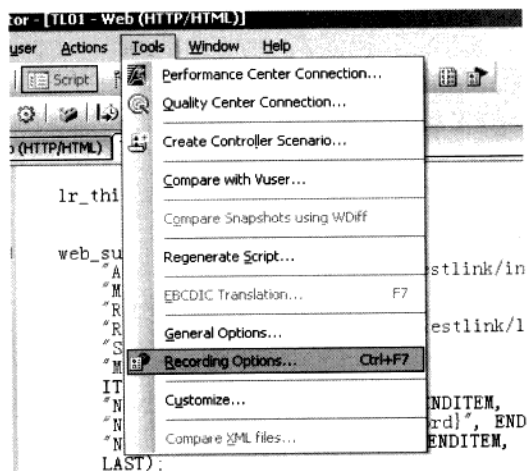 tor - [TL01 - Web (HTTP/HTML)]
user Actions Tools Window Help
Script
Performance Center Connection...
Quality Center Connection...
(HTTP/HTML)
Create Controller Scenario...
Compare with Vuser...
lr_thi
Compare Snapshots using WDiff
web_su
Regenerate Script...
"A
estlink/in
"M
EBCDIC Translation... F7
"R
"R
General Options...
estlink/l
"S
"M
Recording Options... Ctrl+F7
IT
"N
Customize...
NDITEM,
"N
ord}", END
"N
Compare XML files...
ENDITEM,
LAST);